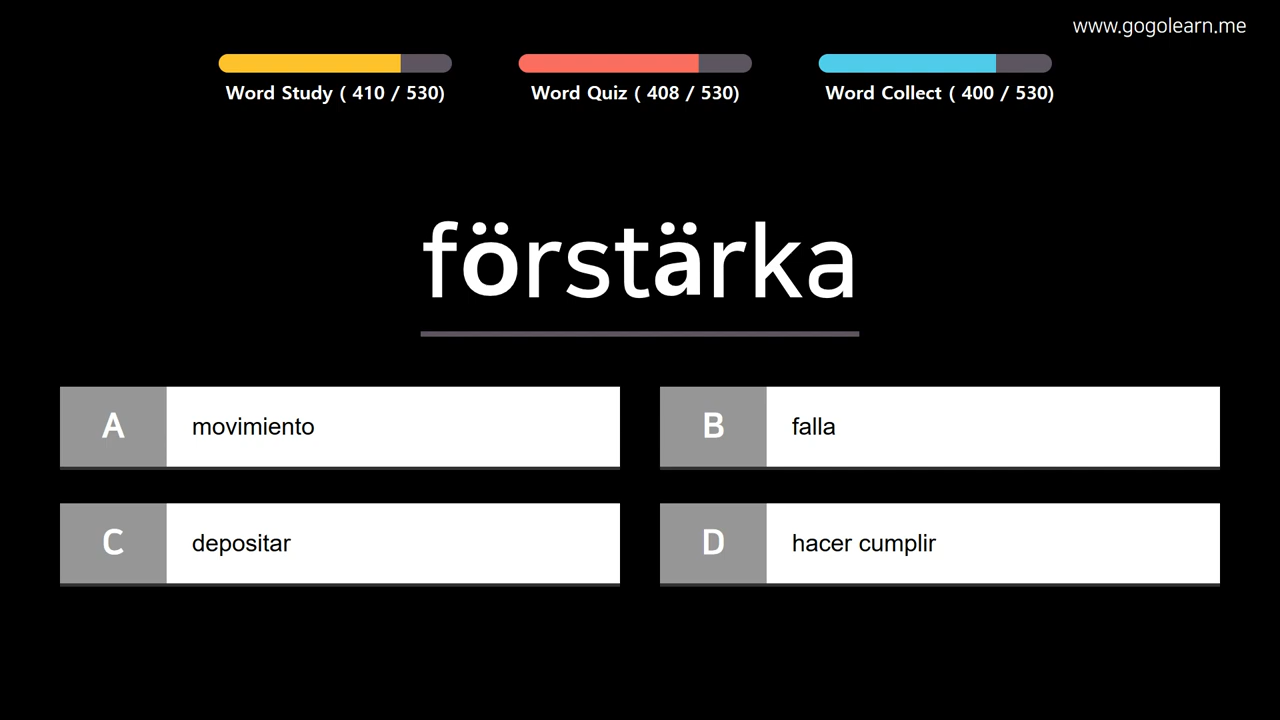 www.gogolearn.me
Word Study ( 410 / 530)
Word Quiz ( 408 / 530)
Word Collect ( 400 / 530)
förstärka
A movimiento
B falla
C depositar
D hacer cumplir